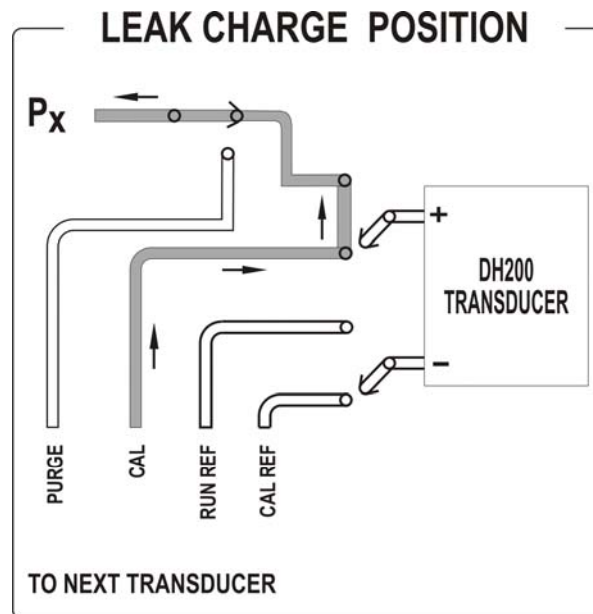 LEAK CHARGE POSITION
Px
+
DH200
TRANSDUCER
-
PURGE
CAL
RUN REF
CAL REF
TO NEXT TRANSDUCER